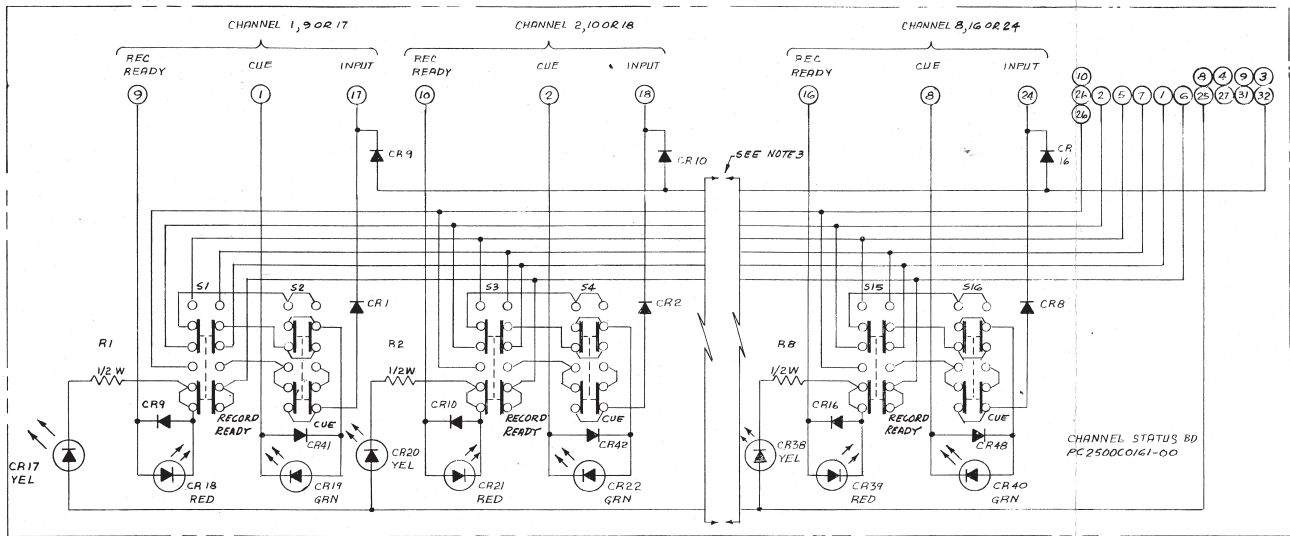 CHANNEL 1, 9 OR 17
CHANNEL 2, 10 OR 18
CHANNEL 8, 16 OR 24
REC READY
CUE
INPUT
REC READY
CUE
INPUT
REC READY
CUE
INPUT
9
1
17
10
2
18
16
8
24
10
26
26
2
5
7
1
6
8
25
4
27
9
31
3
32
CR9
CR10
SEE NOTE 3
CR
16
S1
S2
CR1
S3
S4
CR2
S15
S16
CR8
R1
1/2W
R2
1/2W
R8
1/2W
CR9
RECORD
READY
CUE
CR41
CR10
RECORD
READY
CUE
CR42
CR16
RECORD
READY
CUE
CR48
CR17
YEL
CR18
RED
CR19
GRN
CR20
YEL
CR21
RED
CR22
GRN
CR38
YEL
CR39
RED
CR40
GRN
CHANNEL STATUS BD
PC2500C0161-00